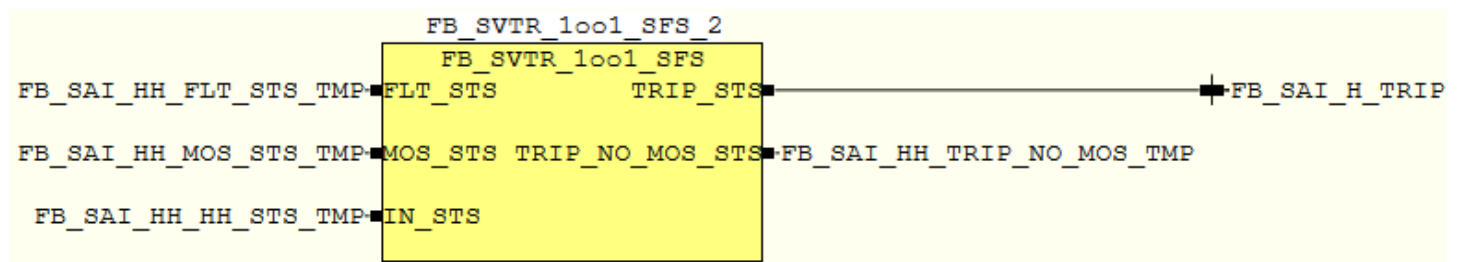 FB_SVTR_1oo1_SFS_2
FB_SVTR_1oo1_SFS
FB_SAI_HH_FLT_STS_TMP FLT_STS TRIP_STS FB_SAI_H_TRIP
FB_SAI_HH_MOS_STS_TMP MOS_STS TRIP_NO_MOS_STS FB_SAI_HH_TRIP_NO_MOS_TMP
FB_SAI_HH_HH_STS_TMP IN_STS